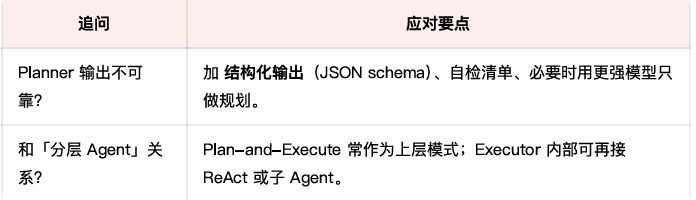 追问
应对要点
Planner 输出不可
靠?
加 结构化输出（JSON schema）、自检清单、必要时用更强模型只
做规划。
和「分层 Agent」关
系?
Plan-and-Execute 常作为上层模式；Executor 内部可再接
ReAct 或子 Agent。